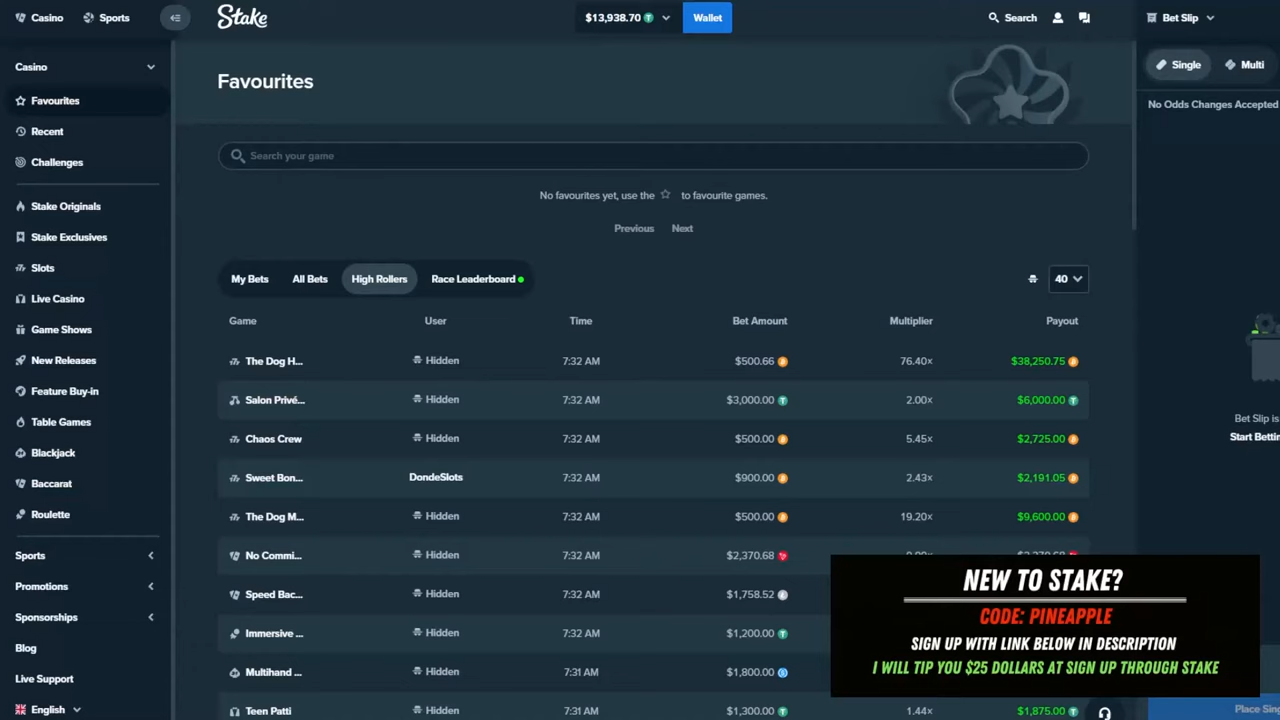 Casino Sports Stake $13,938.70 Wallet Search Bet Slip
Casino
Favourites
Recent
Challenges
Stake Originals
Stake Exclusives
Slots
Live Casino
Game Shows
New Releases
Feature Buy-in
Table Games
Blackjack
Baccarat
Roulette
Sports
Promotions
Sponsorships
Blog
Live Support
English
Favourites
Search your game
No favourites yet, use the to favourite games.
Previous Next
My Bets All Bets High Rollers Race Leaderboard 40
Game User Time Bet Amount Multiplier Payout
The Dog H... Hidden 7:32 AM $500.66 76.40× $38,250.75
Salon Privé... Hidden 7:32 AM $3,000.00 2.00× $6,000.00
Chaos Crew Hidden 7:32 AM $500.00 5.45× $2,725.00
Sweet Bon... DondeSlots 7:32 AM $900.00 2.43× $2,191.05
The Dog M... Hidden 7:32 AM $500.00 19.20× $9,600.00
No Commi... Hidden 7:32 AM $2,370.68
Speed Bac... Hidden 7:32 AM $1,758.52
Immersive ... Hidden 7:32 AM $1,200.00
Multihand ... Hidden 7:31 AM $1,800.00
Teen Patti Hidden 7:31 AM $1,300.00 1.44× $1,875.00
Single Multi
No Odds Changes Accepted
Bet Slip is
Start Bettin
NEW TO STAKE?
CODE: PINEAPPLE
SIGN UP WITH LINK BELOW IN DESCRIPTION
I WILL TIP YOU $25 DOLLARS AT SIGN UP THROUGH STAKE
Place Sing